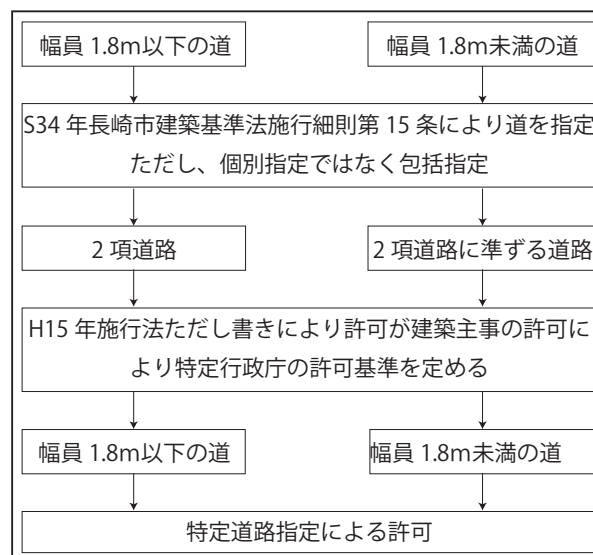 幅員 1.8m以下の道
幅員 1.8m未満の道
S34 年長崎市建築基準法施行細則第 15 条により道を指定
ただし、個別指定ではなく包括指定
2 項道路
2 項道路に準ずる道路
H15 年施行法ただし書きにより許可が建築主事の許可に
より特定行政庁の許可基準を定める
幅員 1.8m以下の道
幅員 1.8m未満の道
特定道路指定による許可